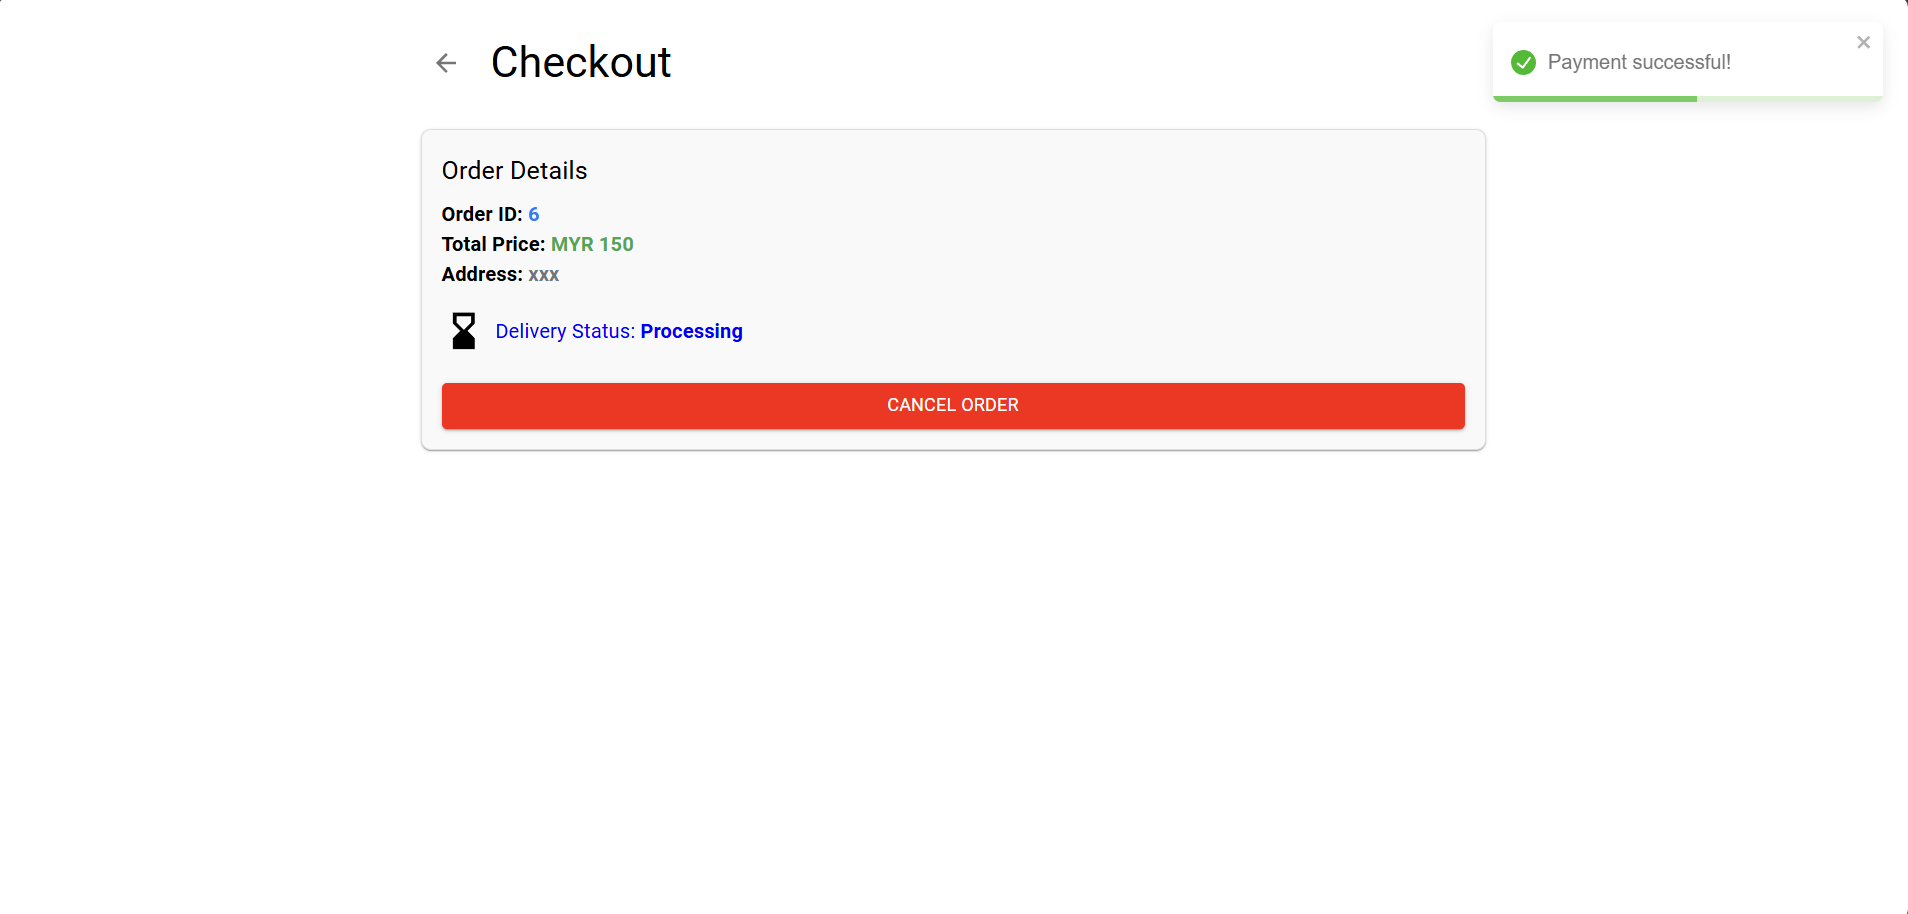 Checkout
Payment successful!
Order Details
Order ID: 6
Total Price: MYR 150
Address: xxx
Delivery Status: Processing
CANCEL ORDER